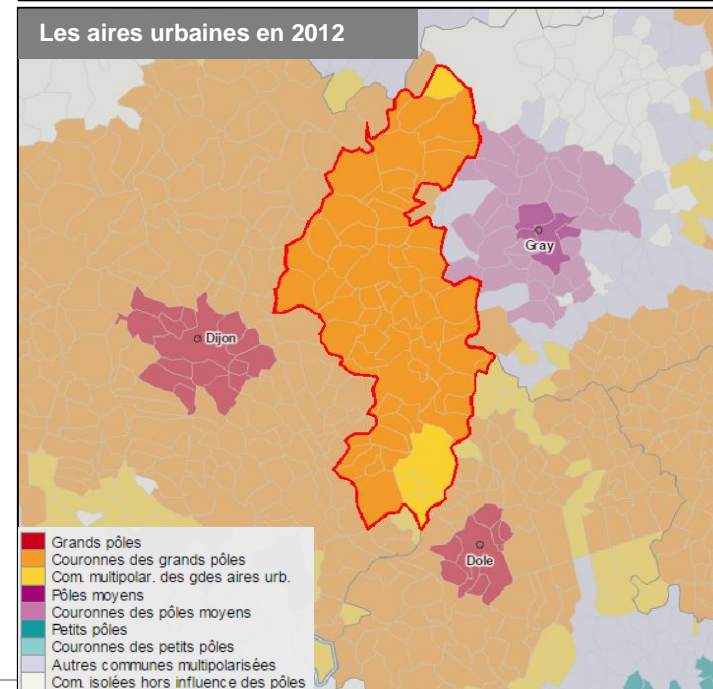 Les aires urbaines en 2012
Gray
Dijon
Dole
Grands pôles
Couronnes des grands pôles
Com. multipolar. des gdes aires urb.
Pôles moyens
Couronnes des pôles moyens
Petits pôles
Couronnes des petits pôles
Autres communes multipolarisées
Com. isolées hors influence des pôles